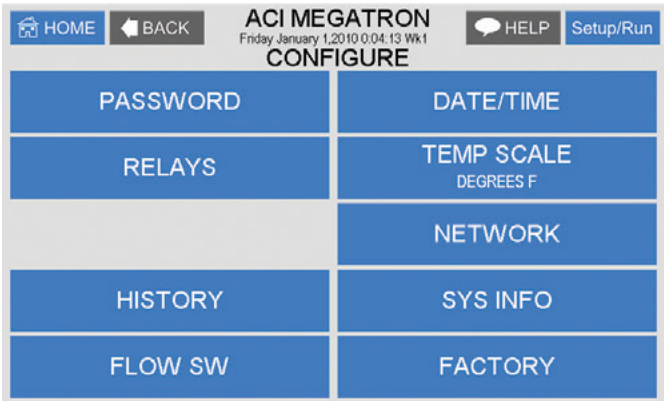 HOME
BACK
ACI MEGATRON
Friday January 1,2010 0:04:13 Wk1
CONFIGURE
HELP
Setup/Run
PASSWORD
DATE/TIME
RELAYS
TEMP SCALE
DEGREES F
NETWORK
HISTORY
SYS INFO
FLOW SW
FACTORY